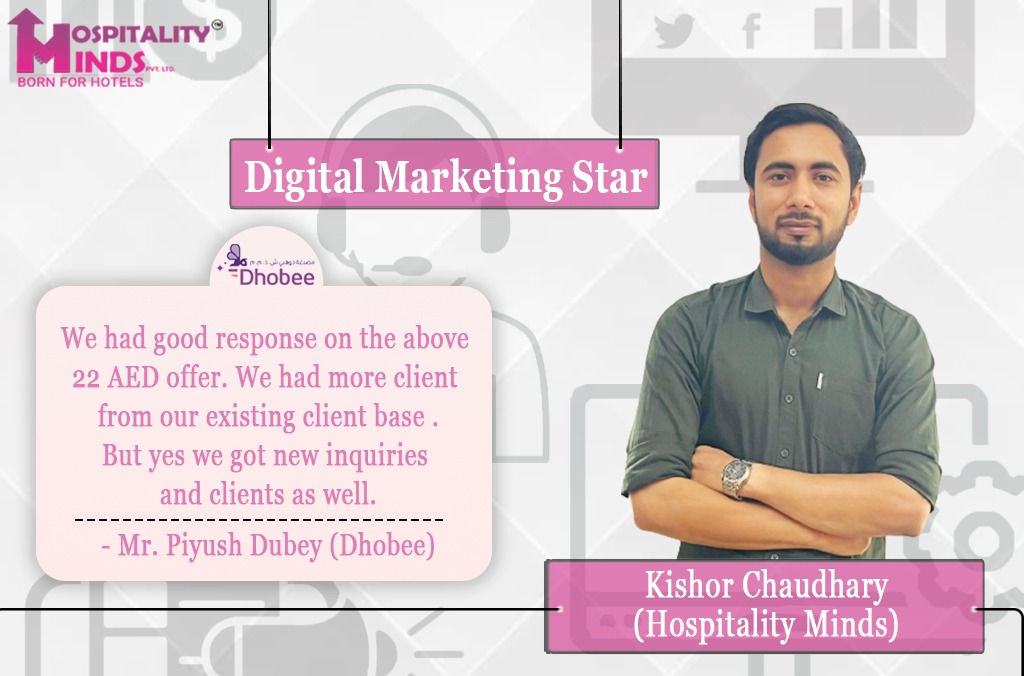 HOSPITALITY TM
MINDS PVT. LTD.
BORN FOR HOTELS
Digital Marketing Star
Dhobee
We had good response on the above
22 AED offer. We had more client
from our existing client base .
But yes we got new inquiries
and clients as well.
- Mr. Piyush Dubey (Dhobee)
Kishor Chaudhary
(Hospitality Minds)